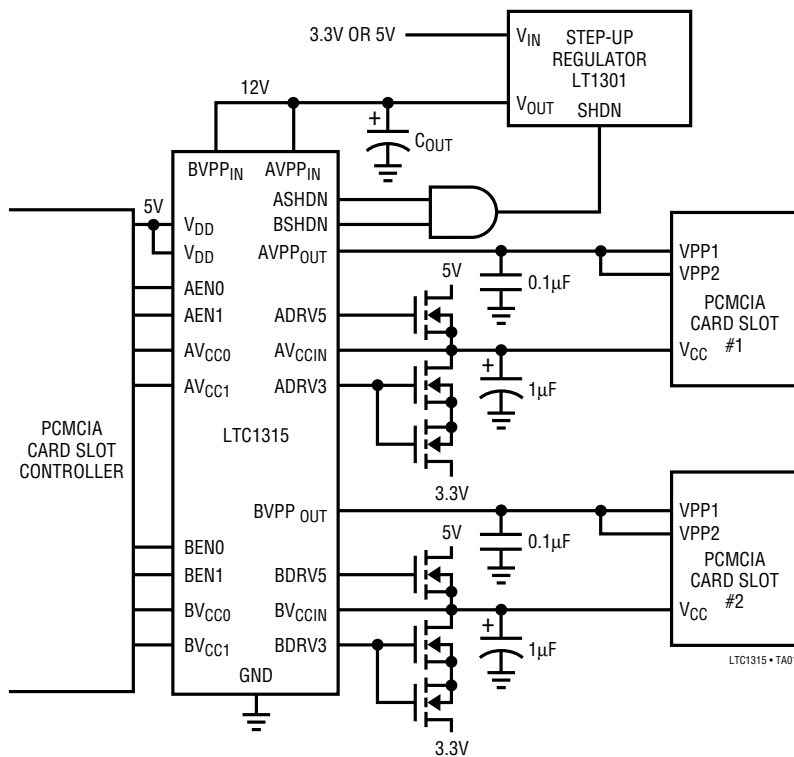 3.3V OR 5V
VIN
STEP-UP
REGULATOR
LT1301
VOUT
SHDN
12V
+
COUT
BVPPIN
AVPPIN
ASHDN
BSHDN
5V
VDD
VDD
AVPPOUT
AEN0
AEN1
ADRV5
AVCC0
AVCCIN
AVCC1
ADRV3
LTC1315
PCMCIA
CARD SLOT
CONTROLLER
BVPP OUT
BEN0
BEN1
BDRV5
BVCC0
BVCCIN
BVCC1
BDRV3
GND
5V
0.1µF
+
1µF
3.3V
VPP1
VPP2
PCMCIA
CARD SLOT
#1
VCC
5V
0.1µF
+
1µF
3.3V
VPP1
VPP2
PCMCIA
CARD SLOT
#2
VCC